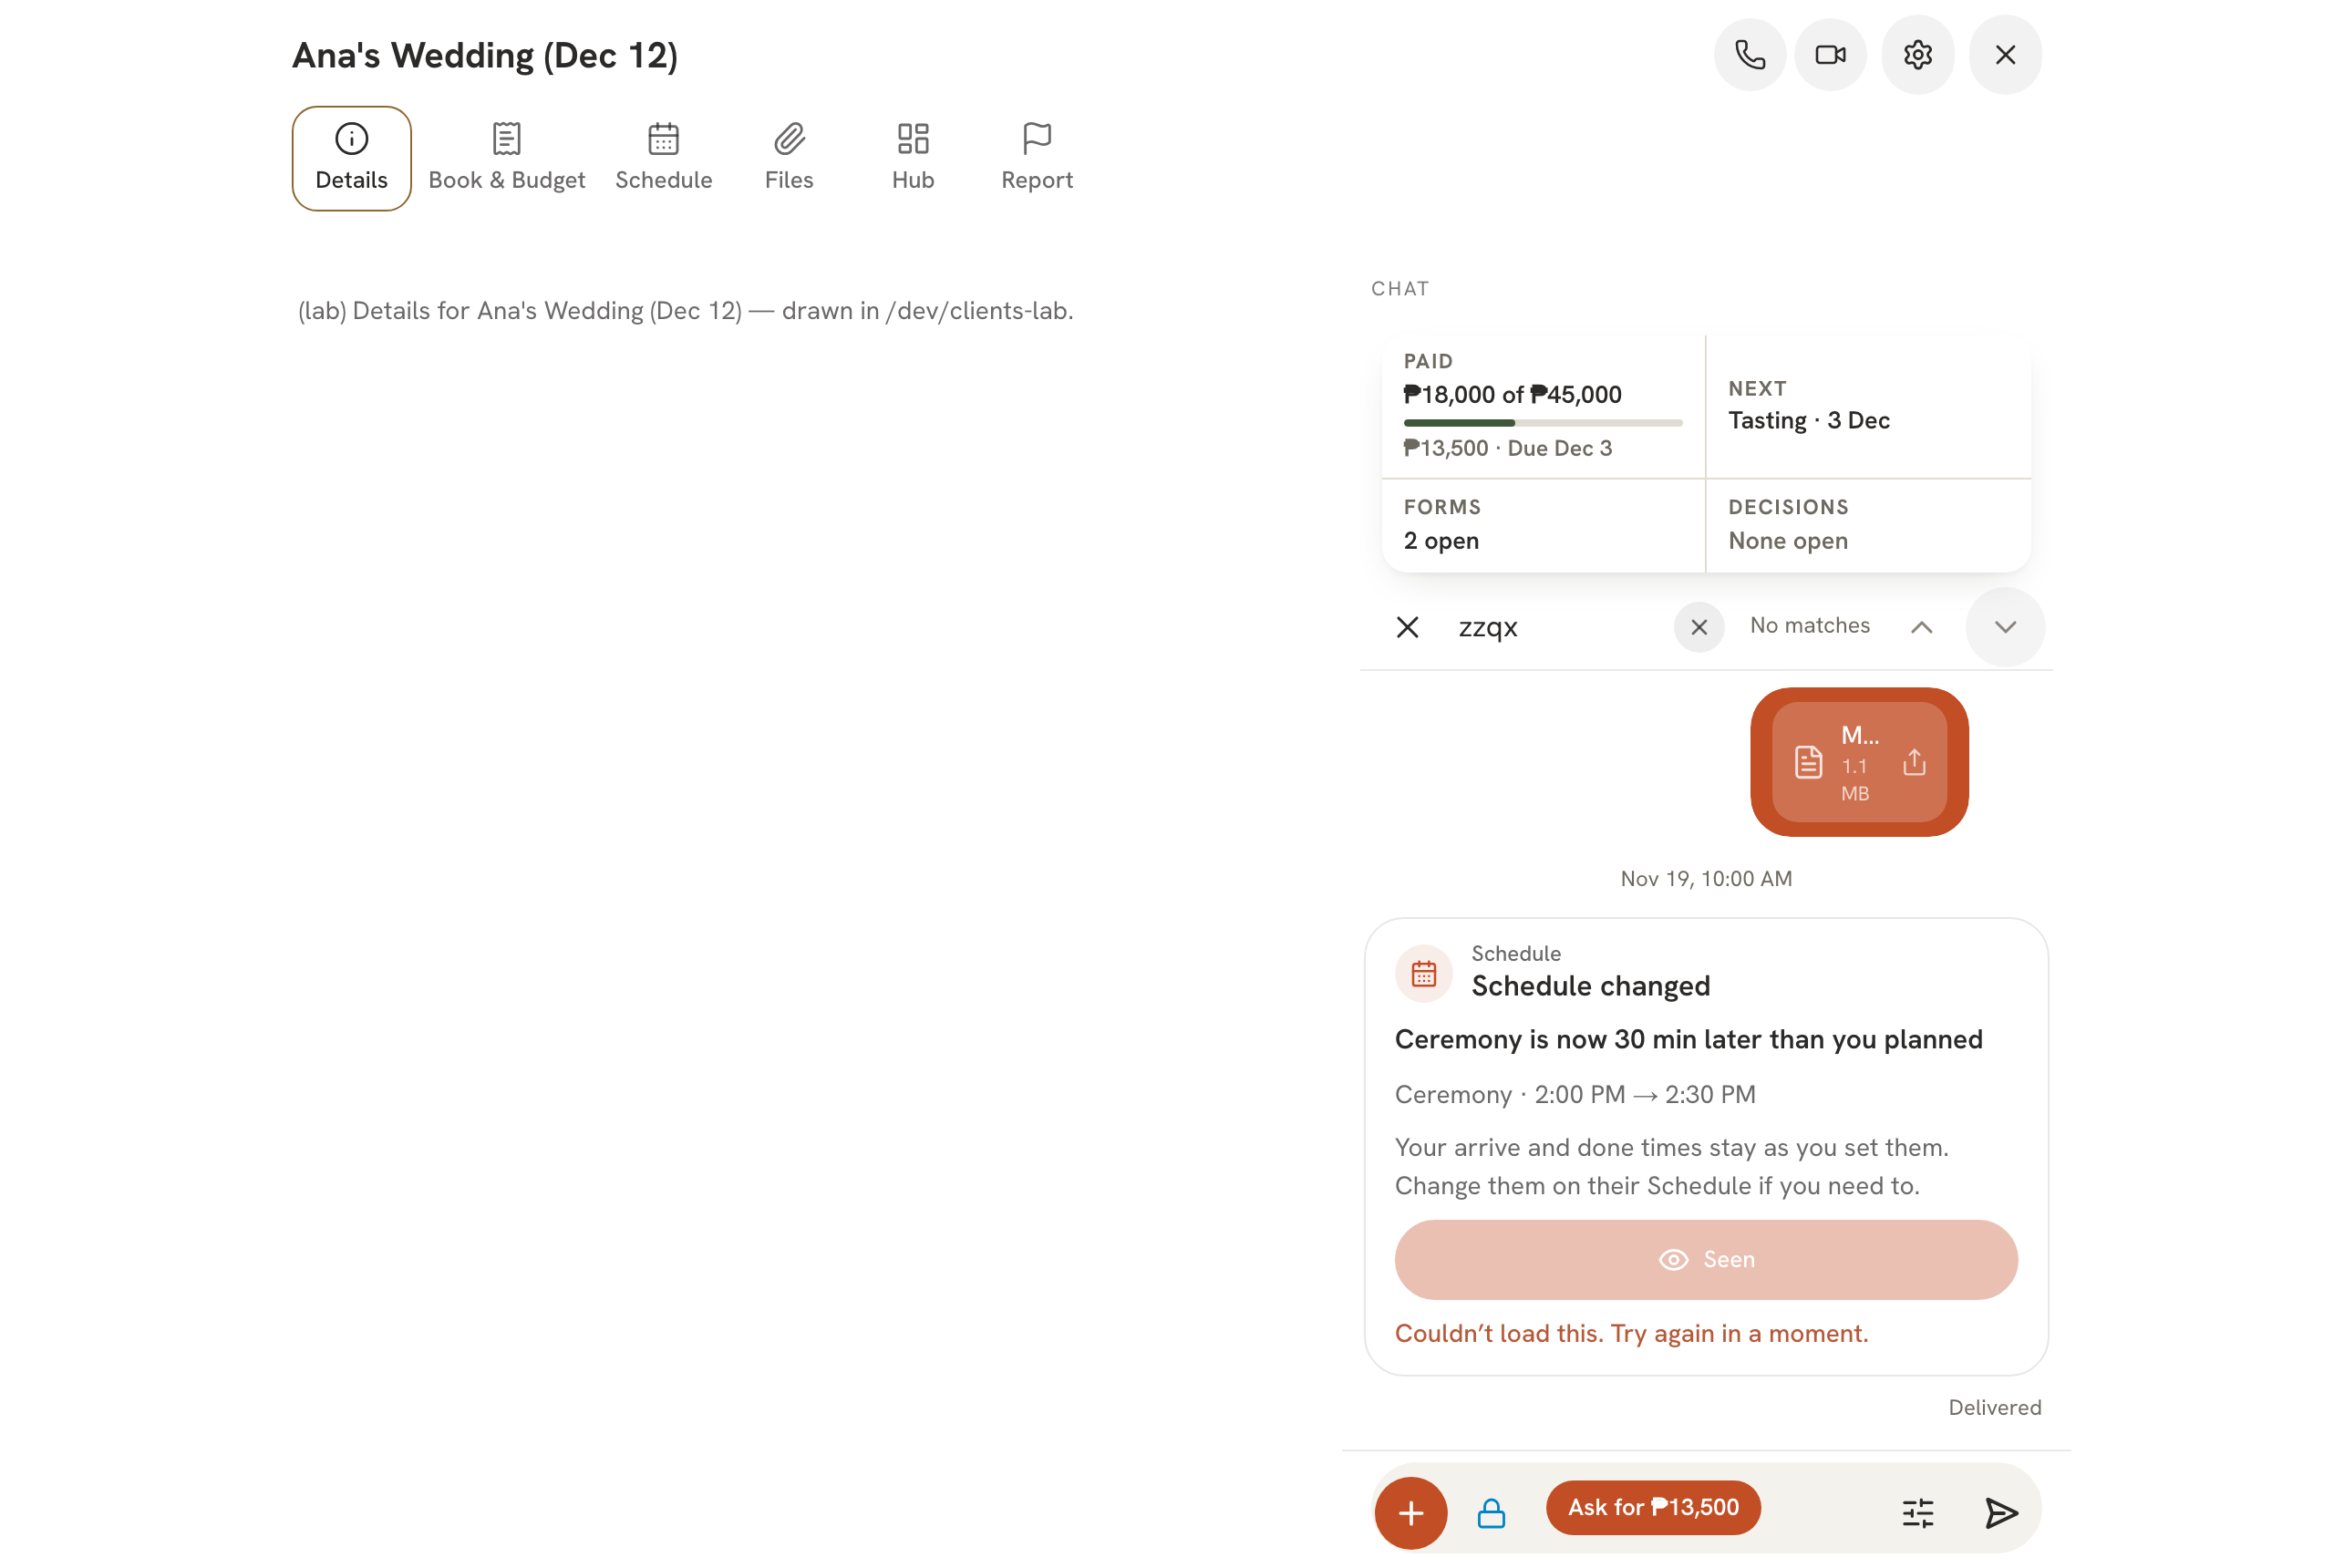 Ana's Wedding (Dec 12)
Details
Book & Budget
Schedule
Files
Hub
Report
(lab) Details for Ana's Wedding (Dec 12) — drawn in /dev/clients-lab.
CHAT
PAID
₱18,000 of ₱45,000
₱13,500 · Due Dec 3
NEXT
Tasting · 3 Dec
FORMS
2 open
DECISIONS
None open
zzqx
No matches
M...
1.1
MB
Nov 19, 10:00 AM
Schedule
Schedule changed
Ceremony is now 30 min later than you planned
Ceremony · 2:00 PM → 2:30 PM
Your arrive and done times stay as you set them.
Change them on their Schedule if you need to.
Seen
Couldn’t load this. Try again in a moment.
Delivered
Ask for ₱13,500